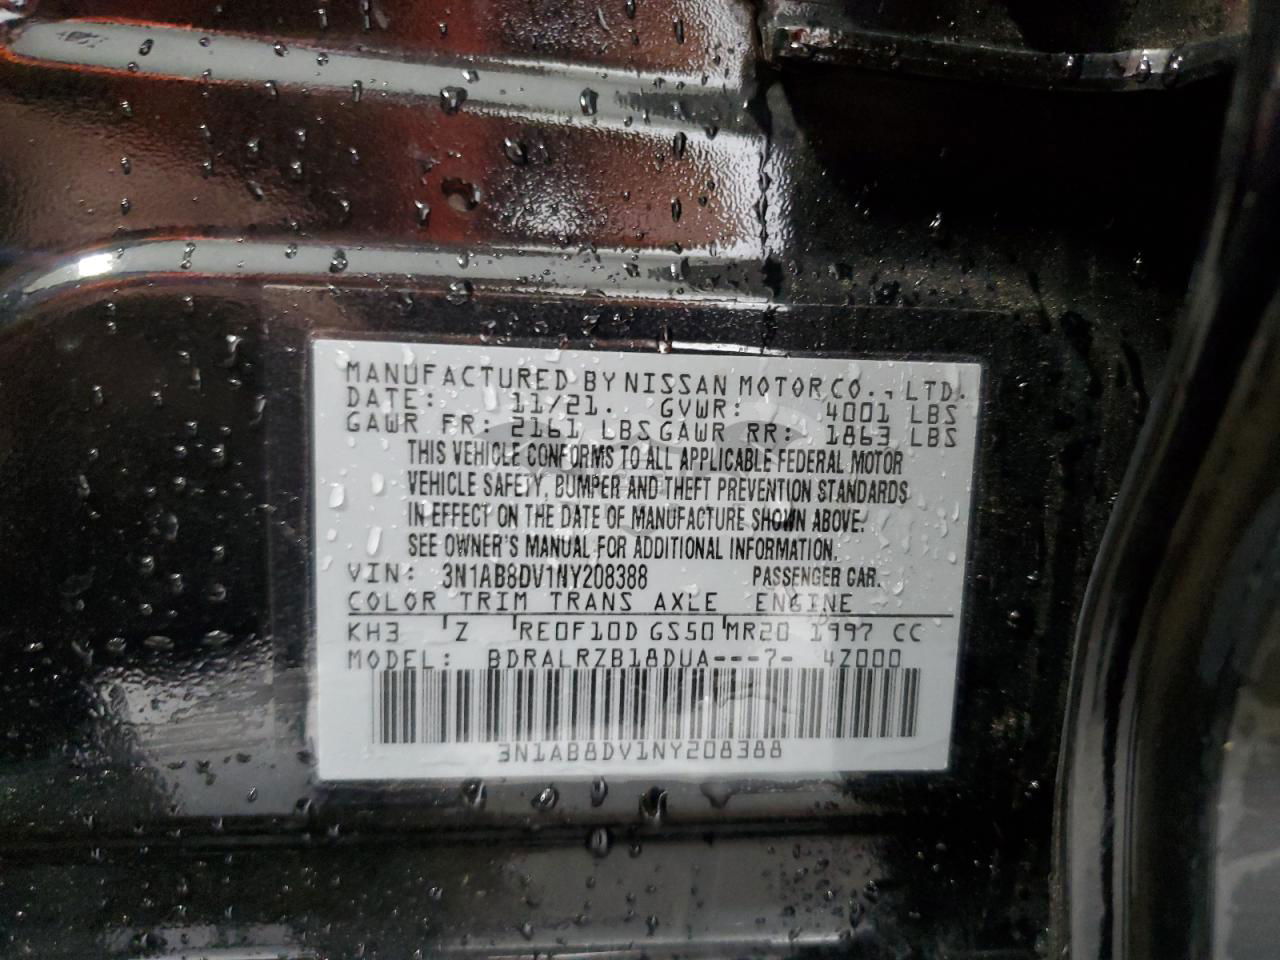 MANUFACTURED BY NISSAN MOTOR CO., LTD.
DATE: 11/21. GVWR: 4001 LBS
GAWR FR: 2161 LBS GAWR RR: 1863 LBS
THIS VEHICLE CONFORMS TO ALL APPLICABLE FEDERAL MOTOR
VEHICLE SAFETY, BUMPER AND THEFT PREVENTION STANDARDS
IN EFFECT ON THE DATE OF MANUFACTURE SHOWN ABOVE.
SEE OWNER'S MANUAL FOR ADDITIONAL INFORMATION.
VIN: 3N1AB8DV1NY208388 PASSENGER CAR.
COLOR TRIM TRANS AXLE ENGINE
KH3 'Z 'RE0F10D GS50'MR20 1997 CC
MODEL: BDRALRZB18DUA---7- 4Z000
3N1AB8DV1NY208388